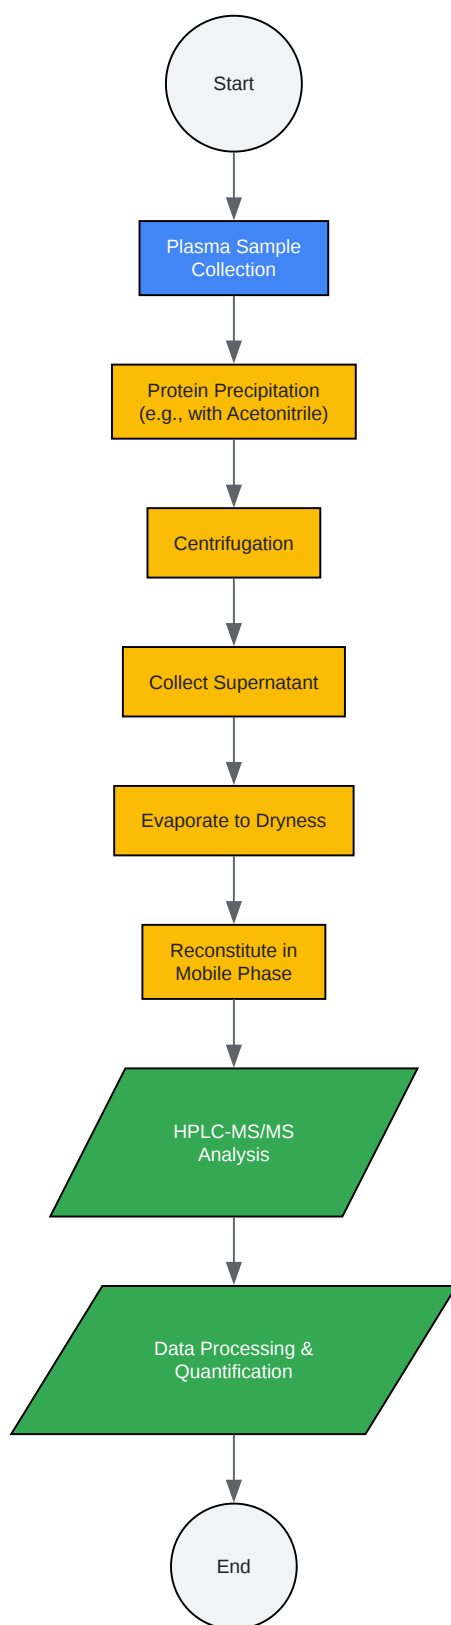 Start
Plasma Sample
Collection
Protein Precipitation
(e.g., with Acetonitrile)
Centrifugation
Collect Supernatant
Evaporate to Dryness
Reconstitute in
Mobile Phase
HPLC-MS/MS
Analysis
Data Processing &
Quantification
End